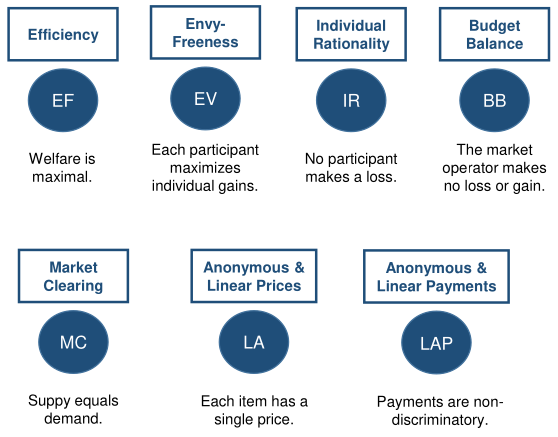 Efficiency
EF
Welfare is
maximal.
Envy-
Freeness
EV
Each participant
maximizes
individual gains.
Individual
Rationality
IR
No participant
makes a loss.
Budget
Balance
BB
The market
operator makes
no loss or gain.
Market
Clearing
MC
Suppy equals
demand.
Anonymous &
Linear Prices
LA
Each item has a
single price.
Anonymous &
Linear Payments
LAP
Payments are non-
discriminatory.